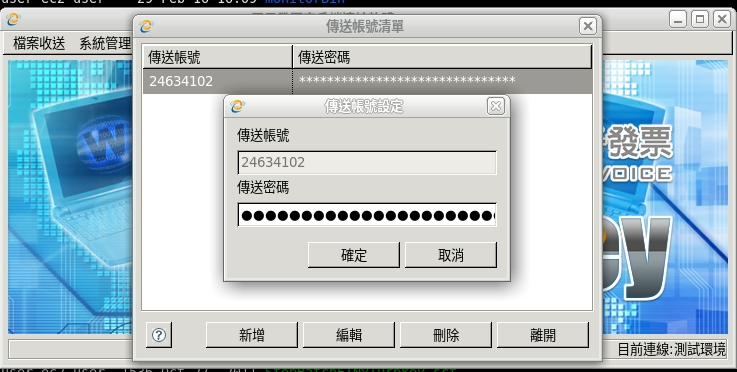 傳送帳號清單
檔案收送 系統管理
傳送帳號 傳送密碼
24634102 *******************************
傳送帳號設定
傳送帳號
24634102
傳送密碼
●●●●●●●●●●●●●●●●●●●●●
確定 取消
發票
VOICE
ey
新增 編輯 刪除 離開
目前連線:測試環境